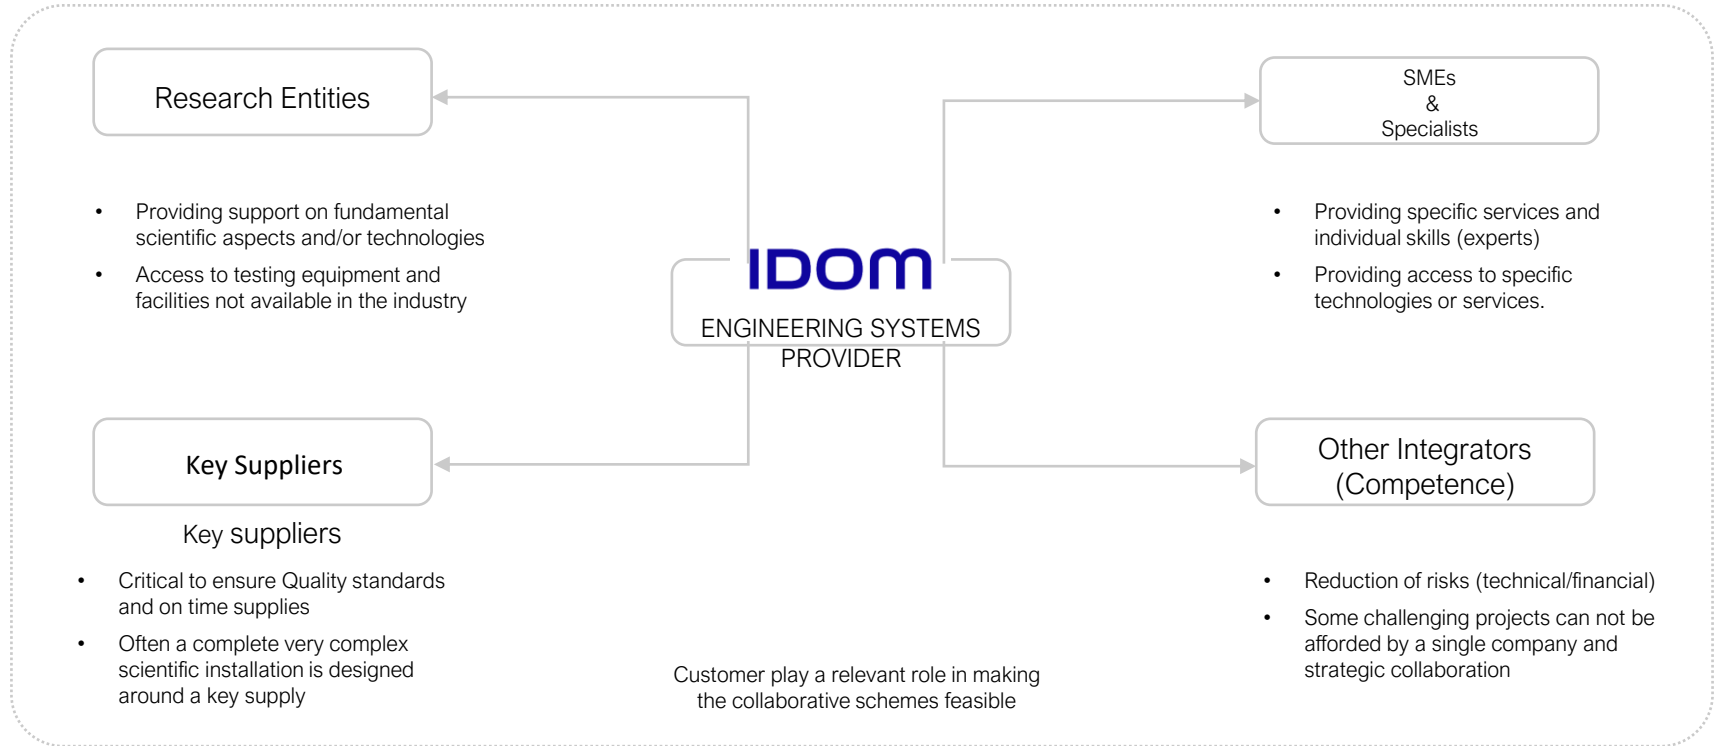 Research Entities
• Providing support on fundamental
scientific aspects and/or technologies
• Access to testing equipment and
facilities not available in the industry
SMEs
&
Specialists
• Providing specific services and
individual skills (experts)
• Providing access to specific
technologies or services.
IDOM
ENGINEERING SYSTEMS
PROVIDER
Key Suppliers
Key suppliers
• Critical to ensure Quality standards
and on time supplies
• Often a complete very complex
scientific installation is designed
around a key supply
Other Integrators
(Competence)
• Reduction of risks (technical/financial)
• Some challenging projects can not be
afforded by a single company and
strategic collaboration
Customer play a relevant role in making
the collaborative schemes feasible